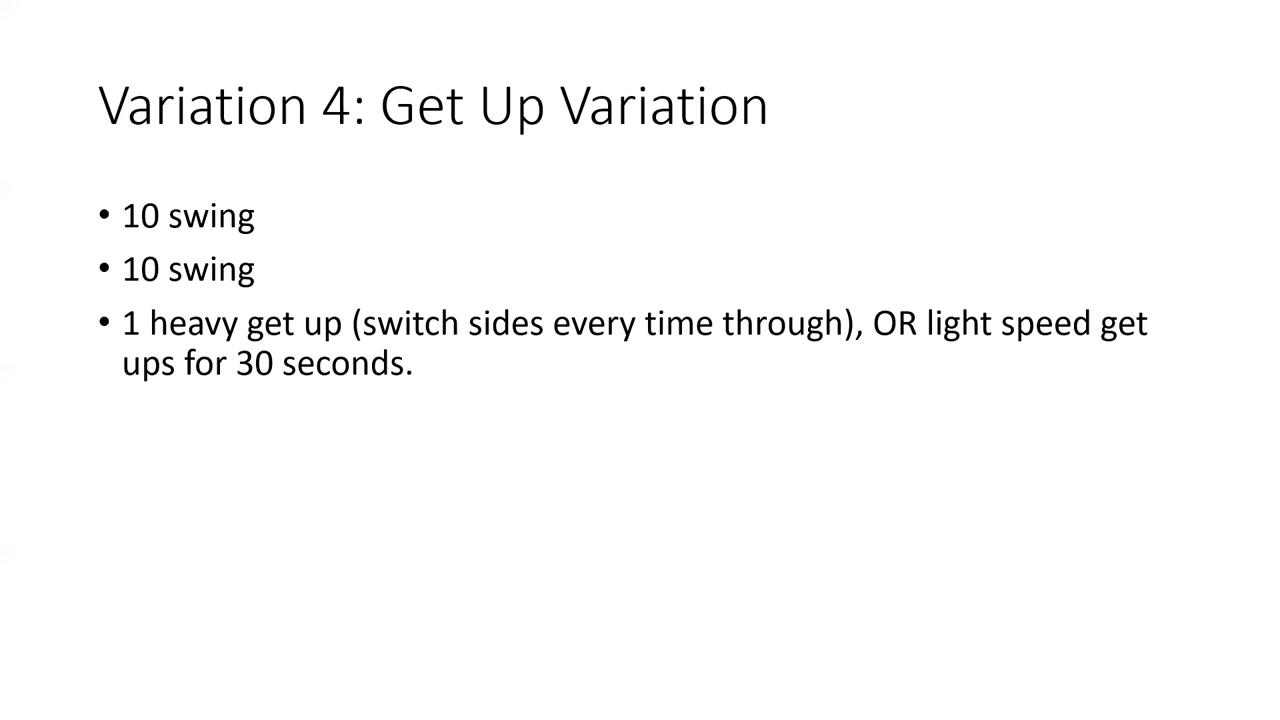 Variation 4: Get Up Variation
• 10 swing
• 10 swing
• 1 heavy get up (switch sides every time through), OR light speed get
ups for 30 seconds.